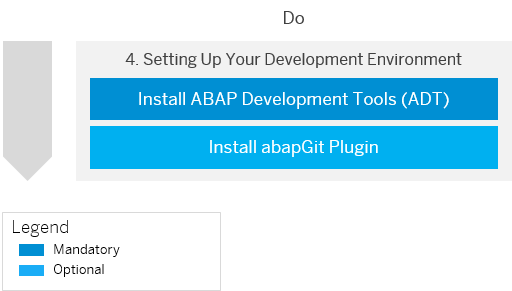 Do
4. Setting Up Your Development Environment
Install ABAP Development Tools (ADT)
Install abapGit Plugin
Legend
Mandatory
Optional